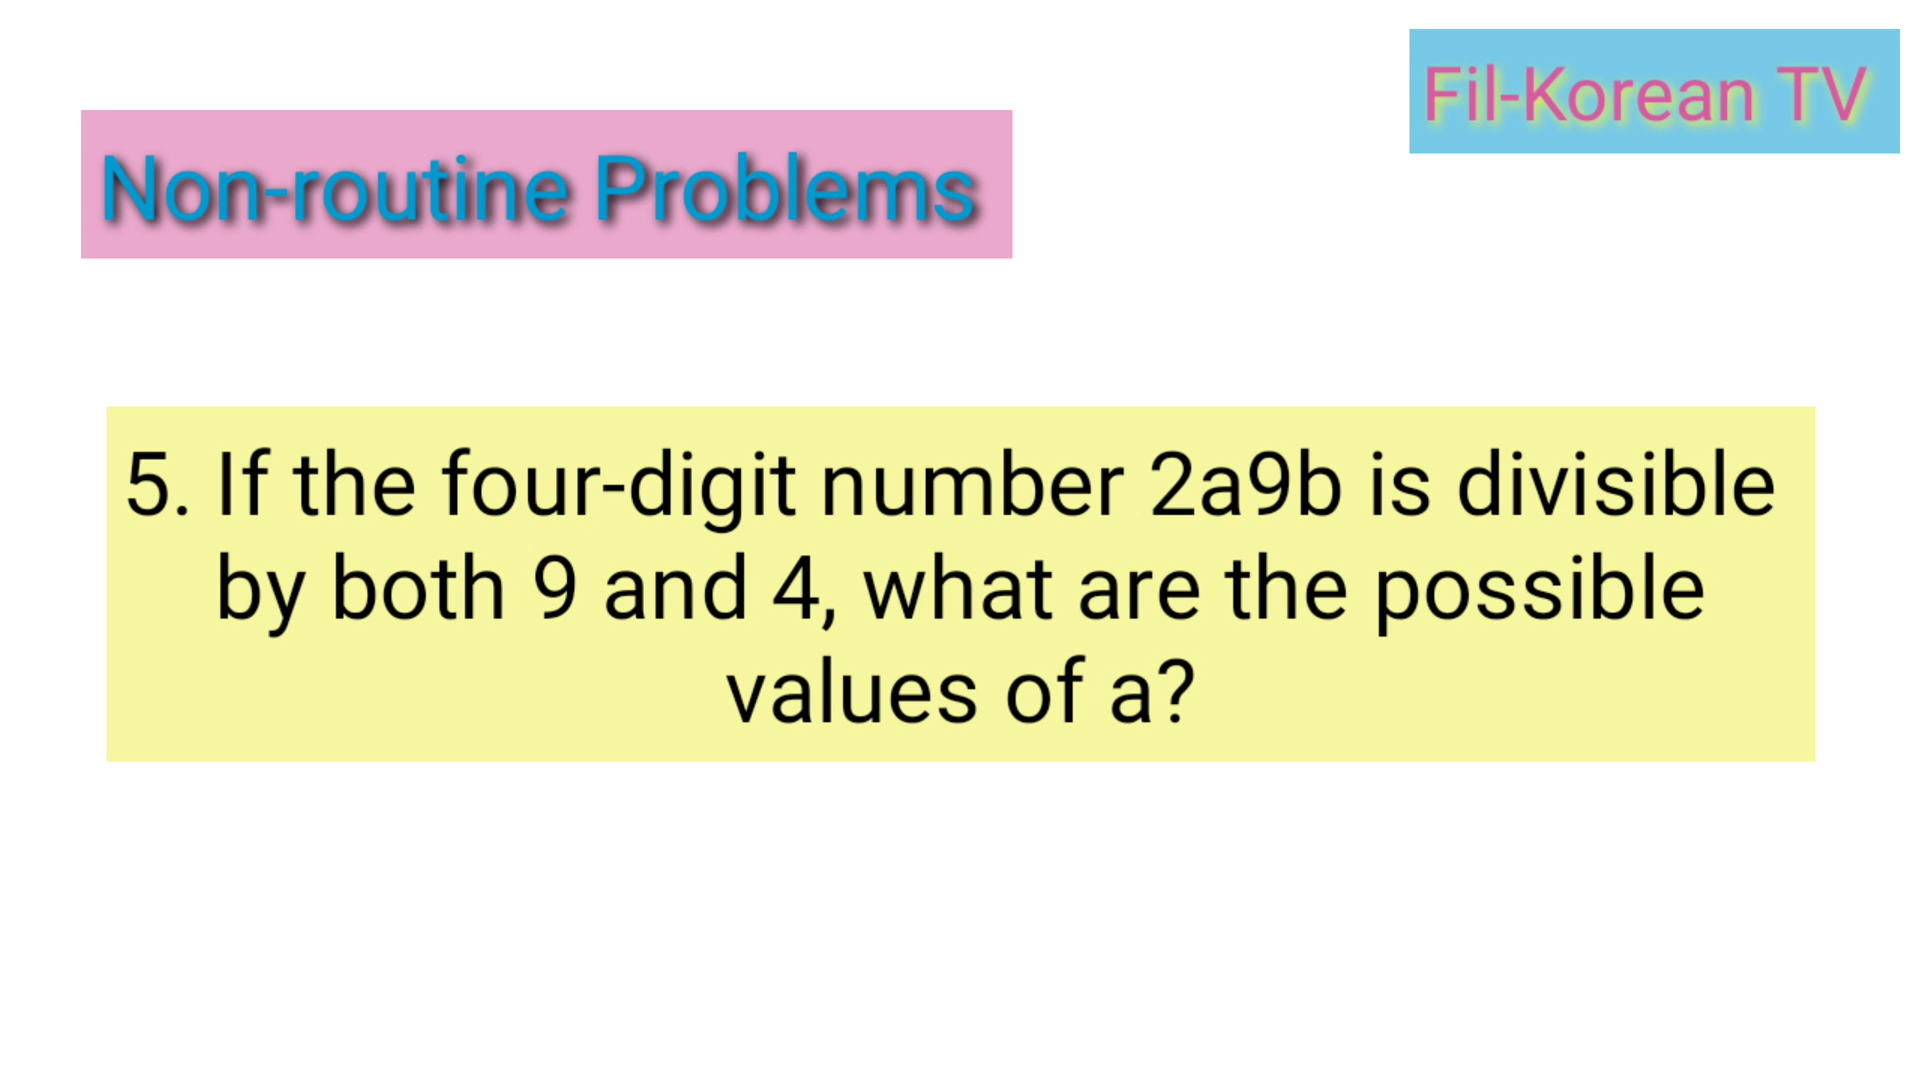 Fil-Korean TV
Non-routine Problems
5. If the four-digit number 2a9b is divisible
by both 9 and 4, what are the possible
values of a?